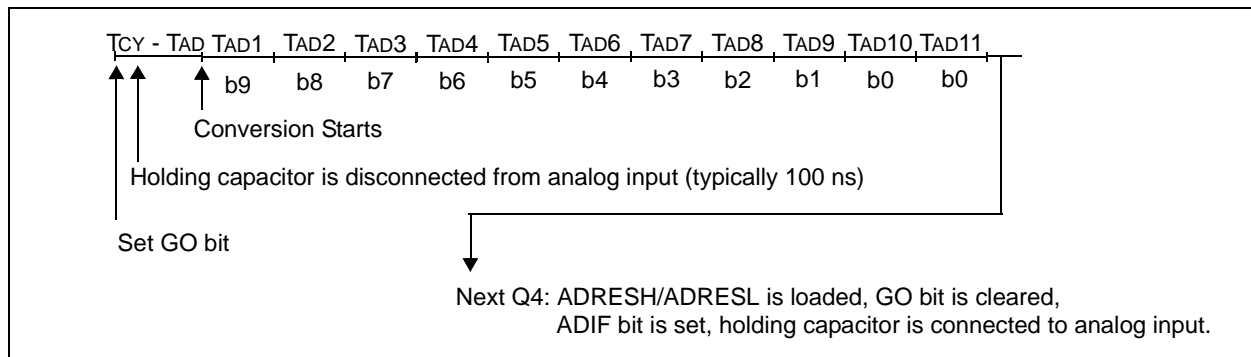 TCY - TAD TAD1 TAD2 TAD3 TAD4 TAD5 TAD6 TAD7 TAD8 TAD9 TAD10 TAD11
b9 b8 b7 b6 b5 b4 b3 b2 b1 b0 b0
Conversion Starts
Holding capacitor is disconnected from analog input (typically 100 ns)
Set GO bit
Next Q4: ADRESH/ADRESL is loaded, GO bit is cleared,
ADIF bit is set, holding capacitor is connected to analog input.